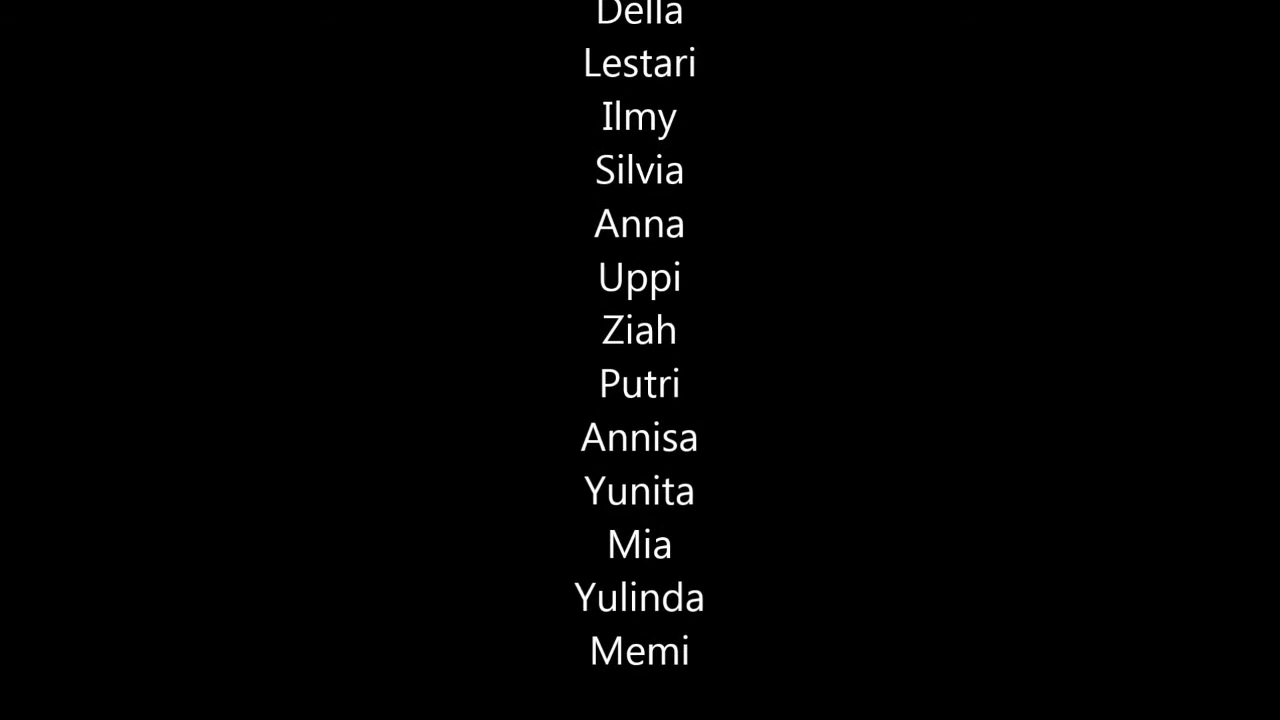 Della
Lestari
Ilmy
Silvia
Anna
Uppi
Ziah
Putri
Annisa
Yunita
Mia
Yulinda
Memi